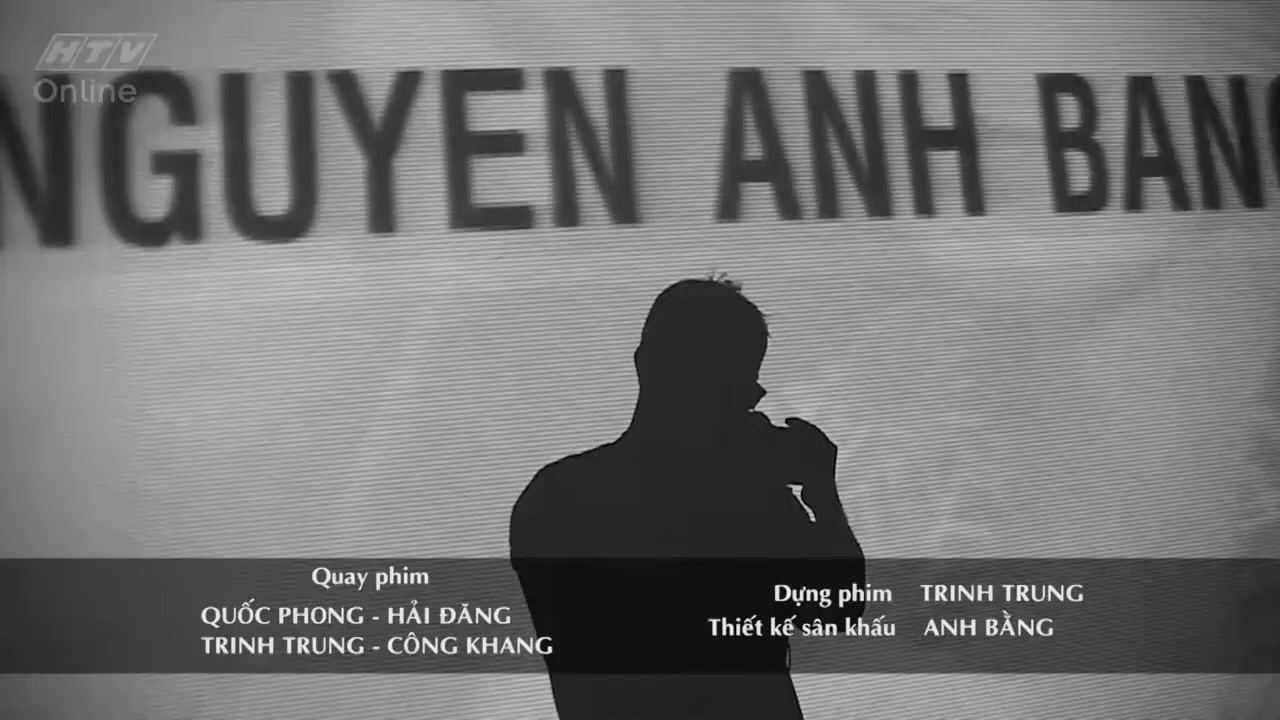 HTV
Online
NGUYEN ANH BANG
Quay phim
QUỐC PHONG - HẢI ĐĂNG
TRINH TRUNG - CÔNG KHANG
Dựng phim TRINH TRUNG
Thiết kế sân khấu ANH BẰNG